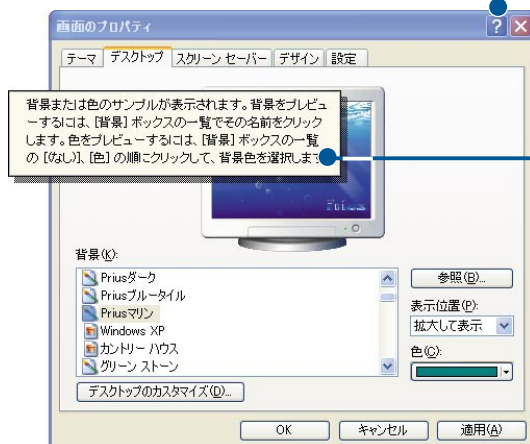 画面のプロパティ
?
テーマ デスクトップ スクリーン セーバー デザイン 設定
背景または色のサンプルが表示されます。背景をプレビュ
ーするには、[背景] ボックスの一覧でその名前をクリック
します。色をプレビューするには、[背景] ボックスの一覧
の [(なし)]、[色] の順にクリックして、背景色を選択します
Prius
背景(K):
Priusダーク
Priusブルータイル
Priusマリン
Windows XP
カントリー ハウス
グリーン ストーン
参照(B)...
表示位置(P):
拡大して表示
色(C):
デスクトップのカスタマイズ(D)...
OK キャンセル 適用(A)